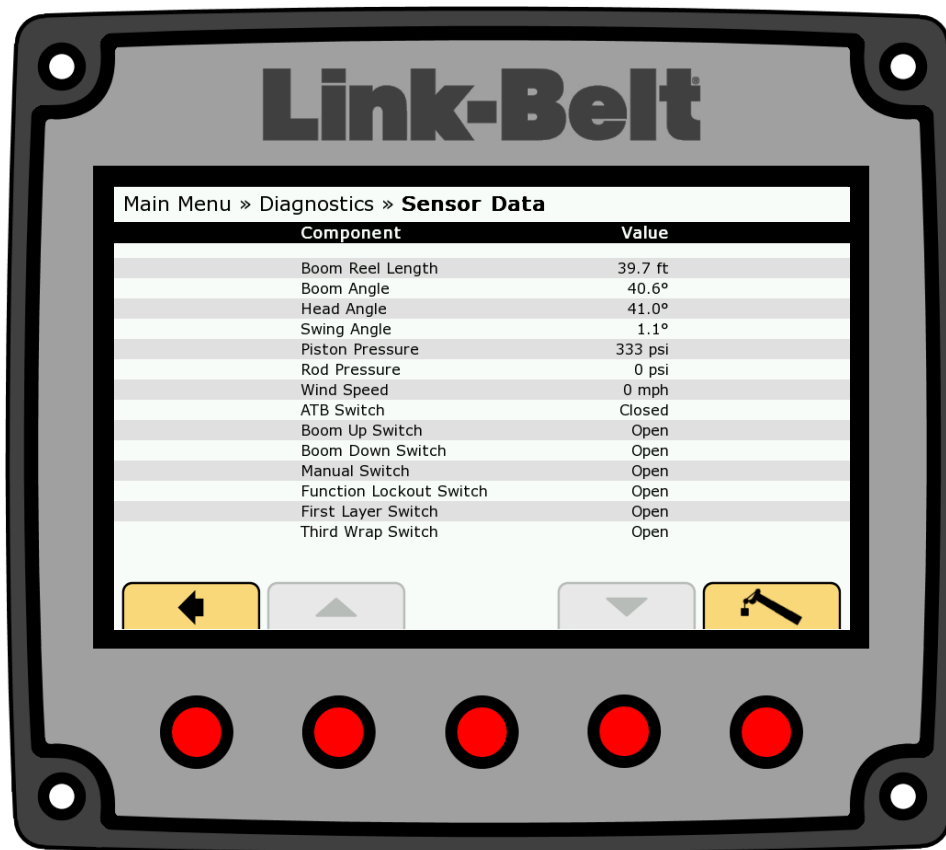 Link-Belt®
Main Menu » Diagnostics » Sensor Data
Component Value
Boom Reel Length 39.7 ft
Boom Angle 40.6°
Head Angle 41.0°
Swing Angle 1.1°
Piston Pressure 333 psi
Rod Pressure 0 psi
Wind Speed 0 mph
ATB Switch Closed
Boom Up Switch Open
Boom Down Switch Open
Manual Switch Open
Function Lockout Switch Open
First Layer Switch Open
Third Wrap Switch Open